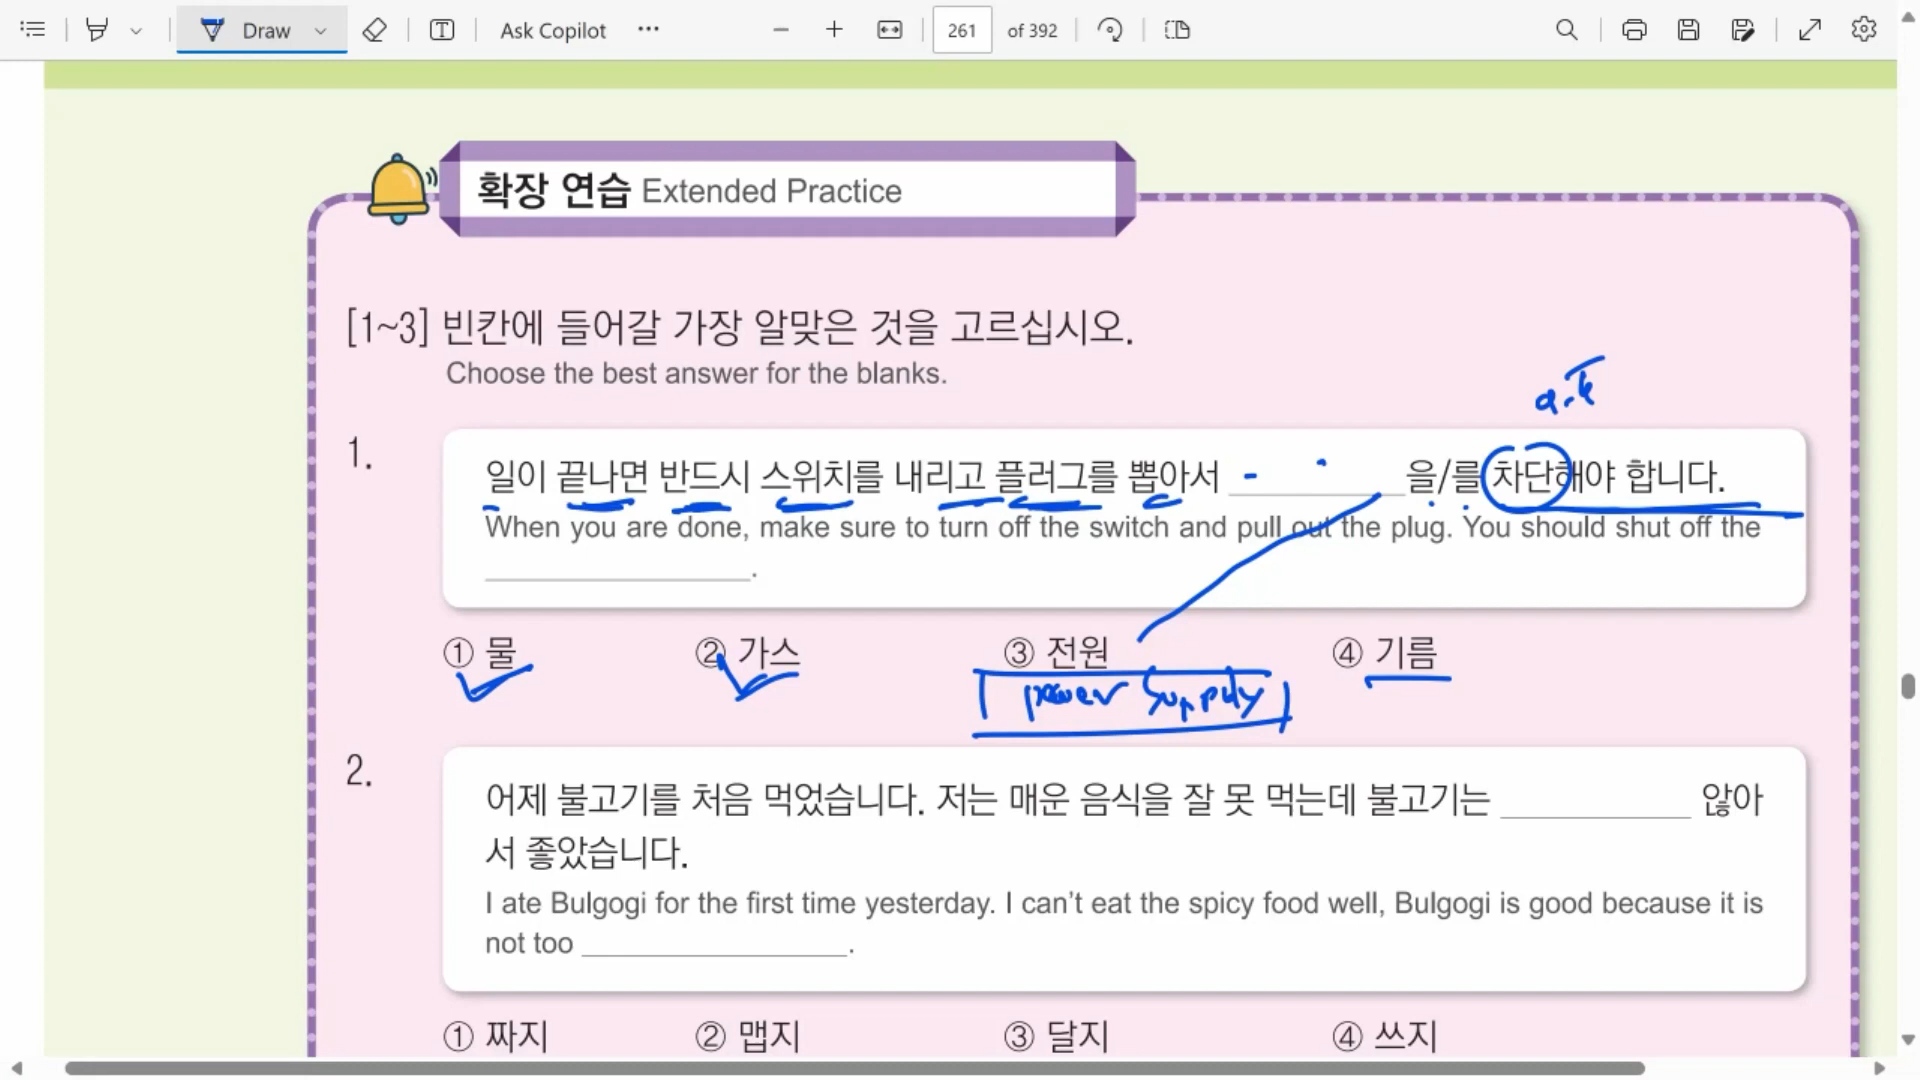 Draw
Ask Copilot
261 of 392
확장 연습 Extended Practice
[1~3] 빈칸에 들어갈 가장 알맞은 것을 고르십시오.
Choose the best answer for the blanks.
1.
일이 끝나면 반드시 스위치를 내리고 플러그를 뽑아서 ____________ 을/를 차단해야 합니다.
When you are done, make sure to turn off the switch and pull out the plug. You should shut off the
____________.
① 물 ② 가스 ③ 전원 ④ 기름
power supply
2.
어제 불고기를 처음 먹었습니다. 저는 매운 음식을 잘 못 먹는데 불고기는 ____________ 않아
서 좋았습니다.
I ate Bulgogi for the first time yesterday. I can't eat the spicy food well, Bulgogi is good because it is
not too ____________.
① 짜지 ② 맵지 ③ 달지 ④ 쓰지